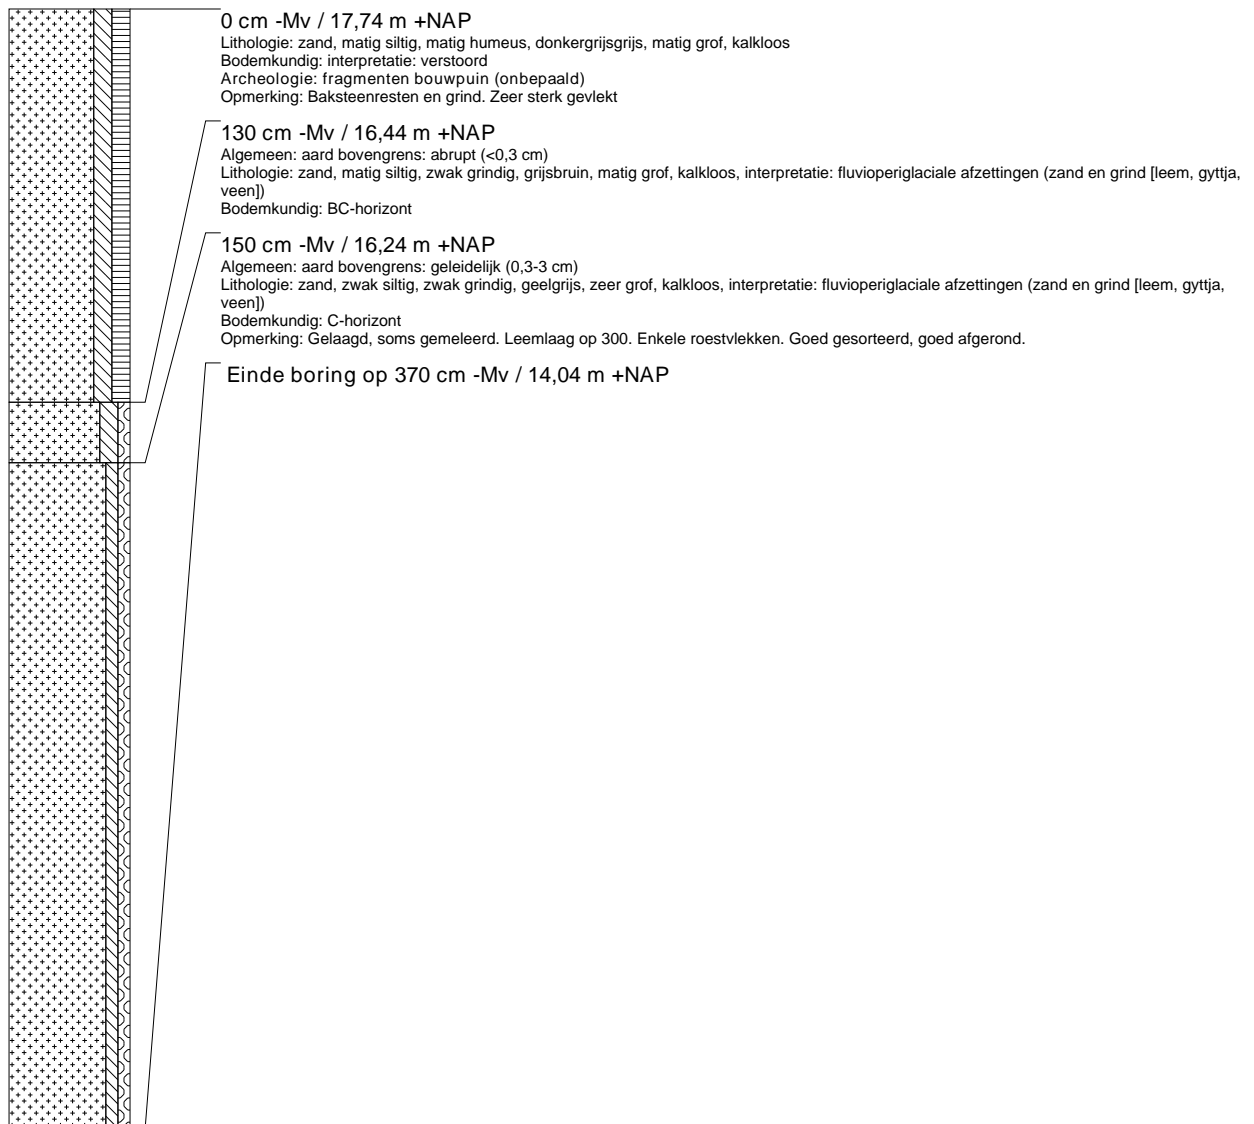 0 cm -Mv / 17,74 m +NAP
Lithologie: zand, matig siltig, matig humeus, donkergrijsgrijs, matig grof, kalkloos
Bodemkundig: interpretatie: verstoord
Archeologie: fragmenten bouwpuin (onbepaald)
Opmerking: Baksteenresten en grind. Zeer sterk gevlekt
130 cm -Mv / 16,44 m +NAP
Algemeen: aard bovengrens: abrupt (<0,3 cm)
Lithologie: zand, matig siltig, zwak grindig, grijsbruin, matig grof, kalkloos, interpretatie: fluvioperiglaciale afzettingen (zand en grind [leem, gyttja,
veen])
Bodemkundig: BC-horizont
150 cm -Mv / 16,24 m +NAP
Algemeen: aard bovengrens: geleidelijk (0,3-3 cm)
Lithologie: zand, zwak siltig, zwak grindig, geelgrijs, zeer grof, kalkloos, interpretatie: fluvioperiglaciale afzettingen (zand en grind [leem, gyttja,
veen])
Bodemkundig: C-horizont
Opmerking: Gelaagd, soms gemeleerd. Leemlaag op 300. Enkele roestvlekken. Goed gesorteerd, goed afgerond.
Einde boring op 370 cm -Mv / 14,04 m +NAP